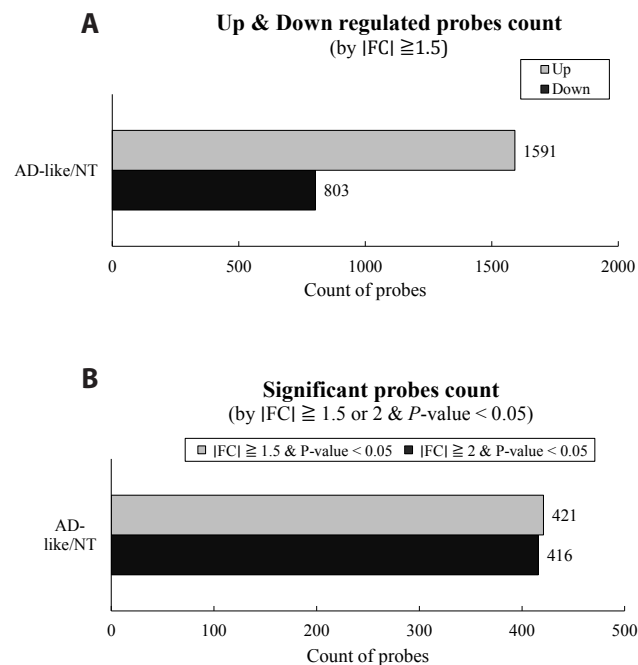 A
Up & Down regulated probes count
(by |FC| ≧1.5)
Up
Down
AD-like/NT
1591
803
0 500 1000 1500 2000
Count of probes
B
Significant probes count
(by |FC| ≧ 1.5 or 2 & P-value < 0.05)
|FC| ≧ 1.5 & P-value < 0.05 |FC| ≧ 2 & P-value < 0.05
AD-
like/NT
421
416
0 100 200 300 400 500
Count of probes